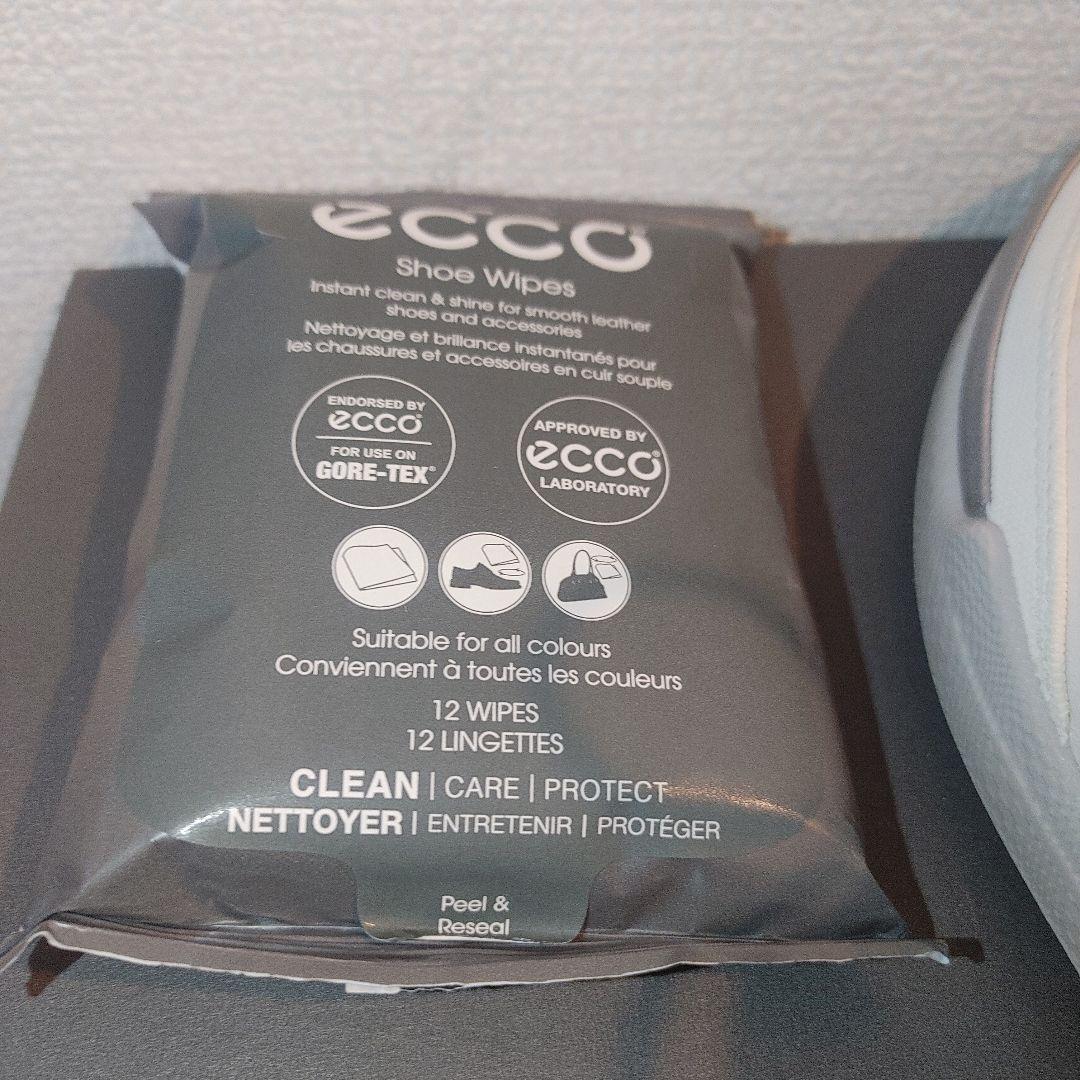 ecco
Shoe Wipes
Instant clean & shine for smooth leather
shoes and accessories
Nettoyage et brillance instantanés pour
les chaussures et accessoires en cuir souple
ENDORSED BY
ecco
FOR USE ON
GORE-TEX®
APPROVED BY
ecco
LABORATORY
Suitable for all colours
Conviennent à toutes les couleurs
12 WIPES
12 LINGETTES
CLEAN | CARE | PROTECT
NETTOYER | ENTRETENIR | PROTÉGER
Peel &
Reseal